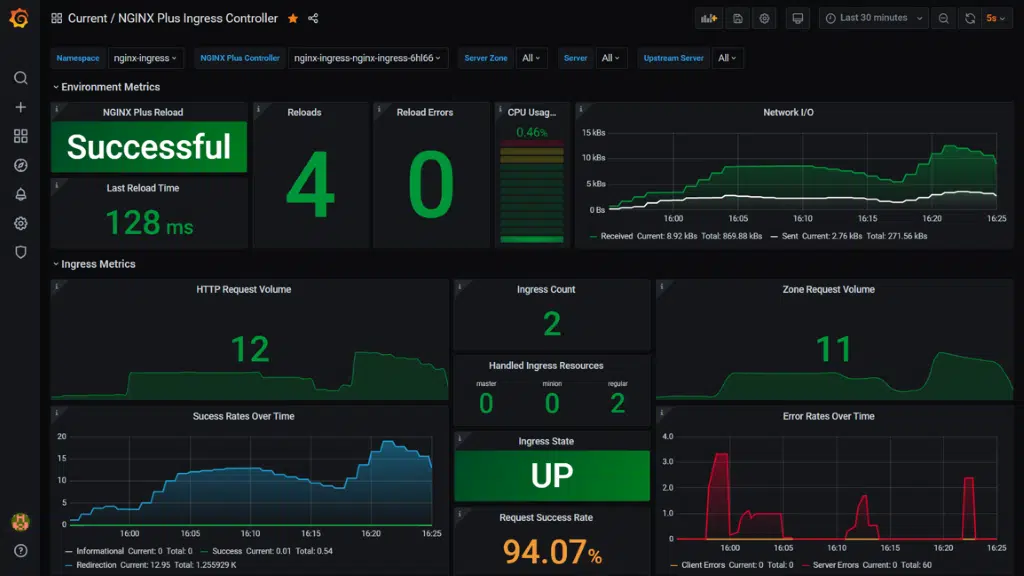 Current / NGINX Plus Ingress Controller
Last 30 minutes
5s
Namespace nginx-ingress NGINX Plus Controller nginx-ingress-nginx-ingress-6hl66 Server Zone All Server All Upstream Server All
Environment Metrics
NGINX Plus Reload
Successful
Last Reload Time
128 ms
Reloads
4
Reload Errors
0
CPU Usag...
0.46%
Network I/O
15 kBs
10 kBs
5 kBs
0 Bs
16:00 16:05 16:10 16:15 16:20 16:25
Received Current: 8.92 kBs Total: 869.88 kBs Sent Current: 2.76 kBs Total: 271.56 kBs
Ingress Metrics
HTTP Request Volume
12
Ingress Count
2
Handled Ingress Resources
master minion regular
0 0 2
Zone Request Volume
11
Sucess Rates Over Time
20
15
10
5
0
16:00 16:05 16:10 16:15 16:20 16:25
Informational Current: 0 Total: 0 Success Current: 0.01 Total: 0.54
Redirection Current: 12.95 Total: 1.255929 K
Ingress State
UP
Request Success Rate
94.07%
Error Rates Over Time
4.0
3.0
2.0
1.0
0
16:00 16:05 16:10 16:15 16:20 16:25
Client Errors Current: 0 Total: 0 Server Errors Current: 0 Total: 60